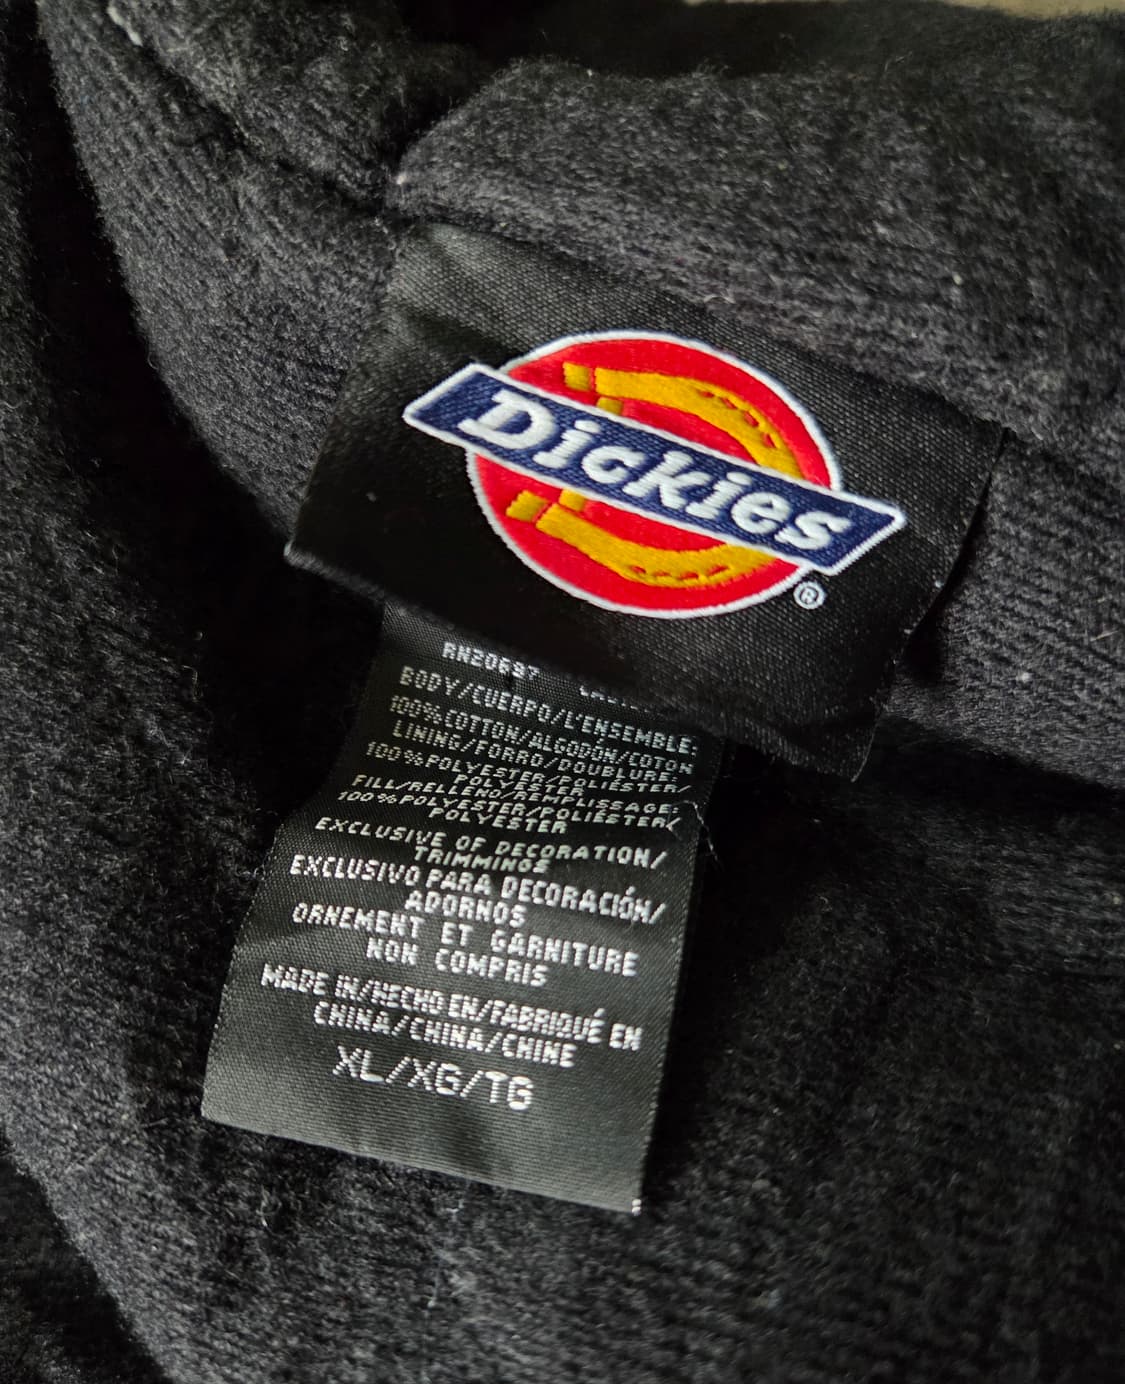 Dickies
®
BODY/CUERPO/L'ENSEMBLE:
100%COTTON/ALGODÓN/COTON
LINING/FORRO/DOUBLURE:
100%POLYESTER/POLIÉSTER/
POLYESTER
FILL/RELLENO/REMPLISSAGE:
100%POLYESTER/POLIÉSTER/
POLYESTER
EXCLUSIVE OF DECORATION/
TRIMMINGS
EXCLUSIVO PARA DECORACIÓN/
ADORNOS
ORNEMENT ET GARNITURE
NON COMPRIS
MADE IN/HECHO EN/FABRIQUÉ EN
CHINA/CHINA/CHINE
XL/XG/TG